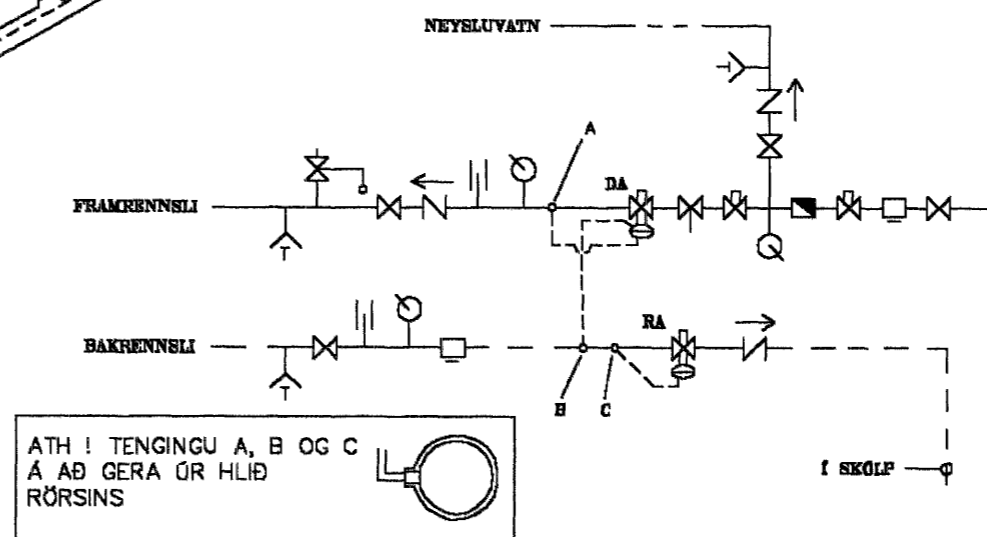 NEYSLUVATN
A
DA
FRAMRENNSLI
RA
BAKRENNSLI
B
C
ATH ! TENGINGU A, B OG C
Á AÐ GERA ÚR HLIÐ
RÖRSINS
Í SKÓLP